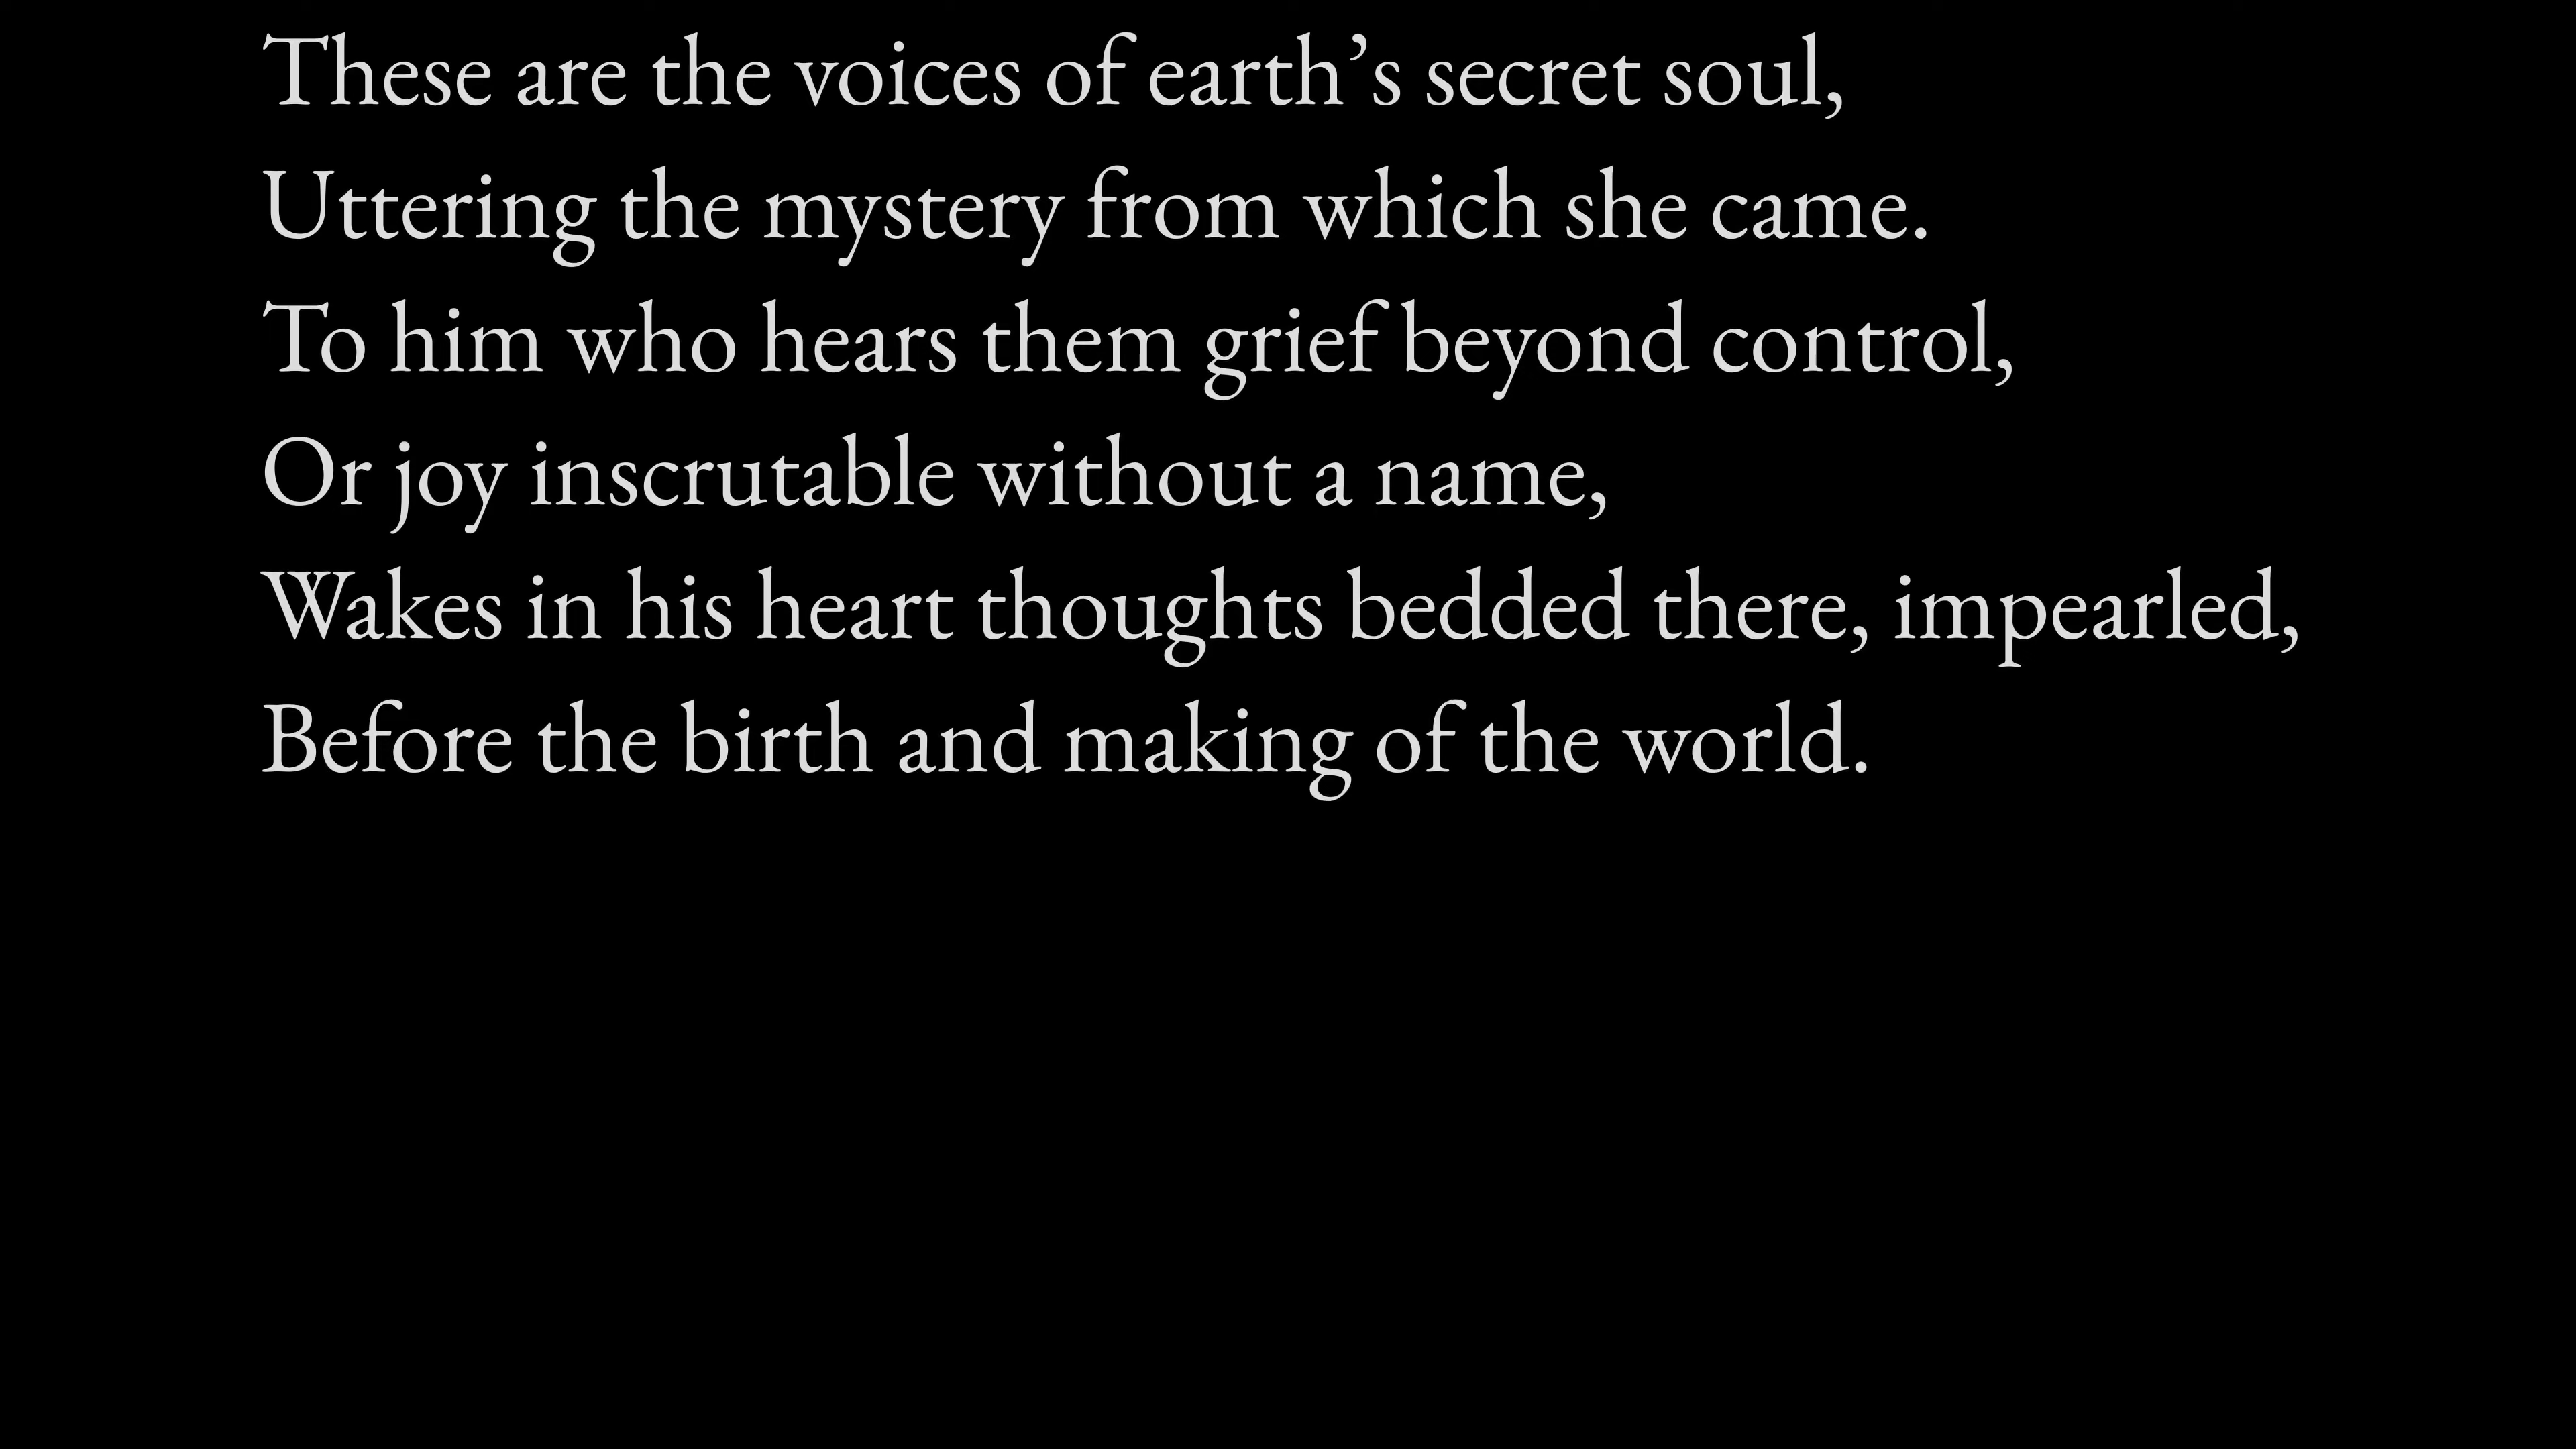 These are the voices of earth’s secret soul,
Uttering the mystery from which she came.
To him who hears them grief beyond control,
Or joy inscrutable without a name,
Wakes in his heart thoughts bedded there, impearled,
Before the birth and making of the world.